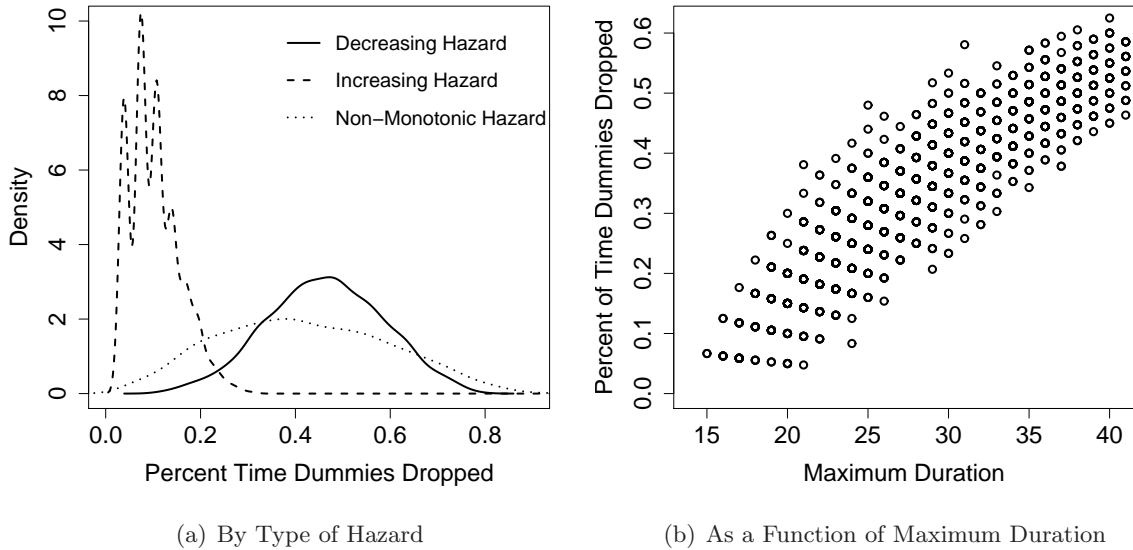 Density
10
8
6
4
2
0
Decreasing Hazard
Increasing Hazard
Non−Monotonic Hazard
0.0 0.2 0.4 0.6 0.8
Percent Time Dummies Dropped
(a) By Type of Hazard
Percent of Time Dummies Dropped
0.6
0.5
0.4
0.3
0.2
0.1
0.0
15 20 25 30 35 40
Maximum Duration
(b) As a Function of Maximum Duration